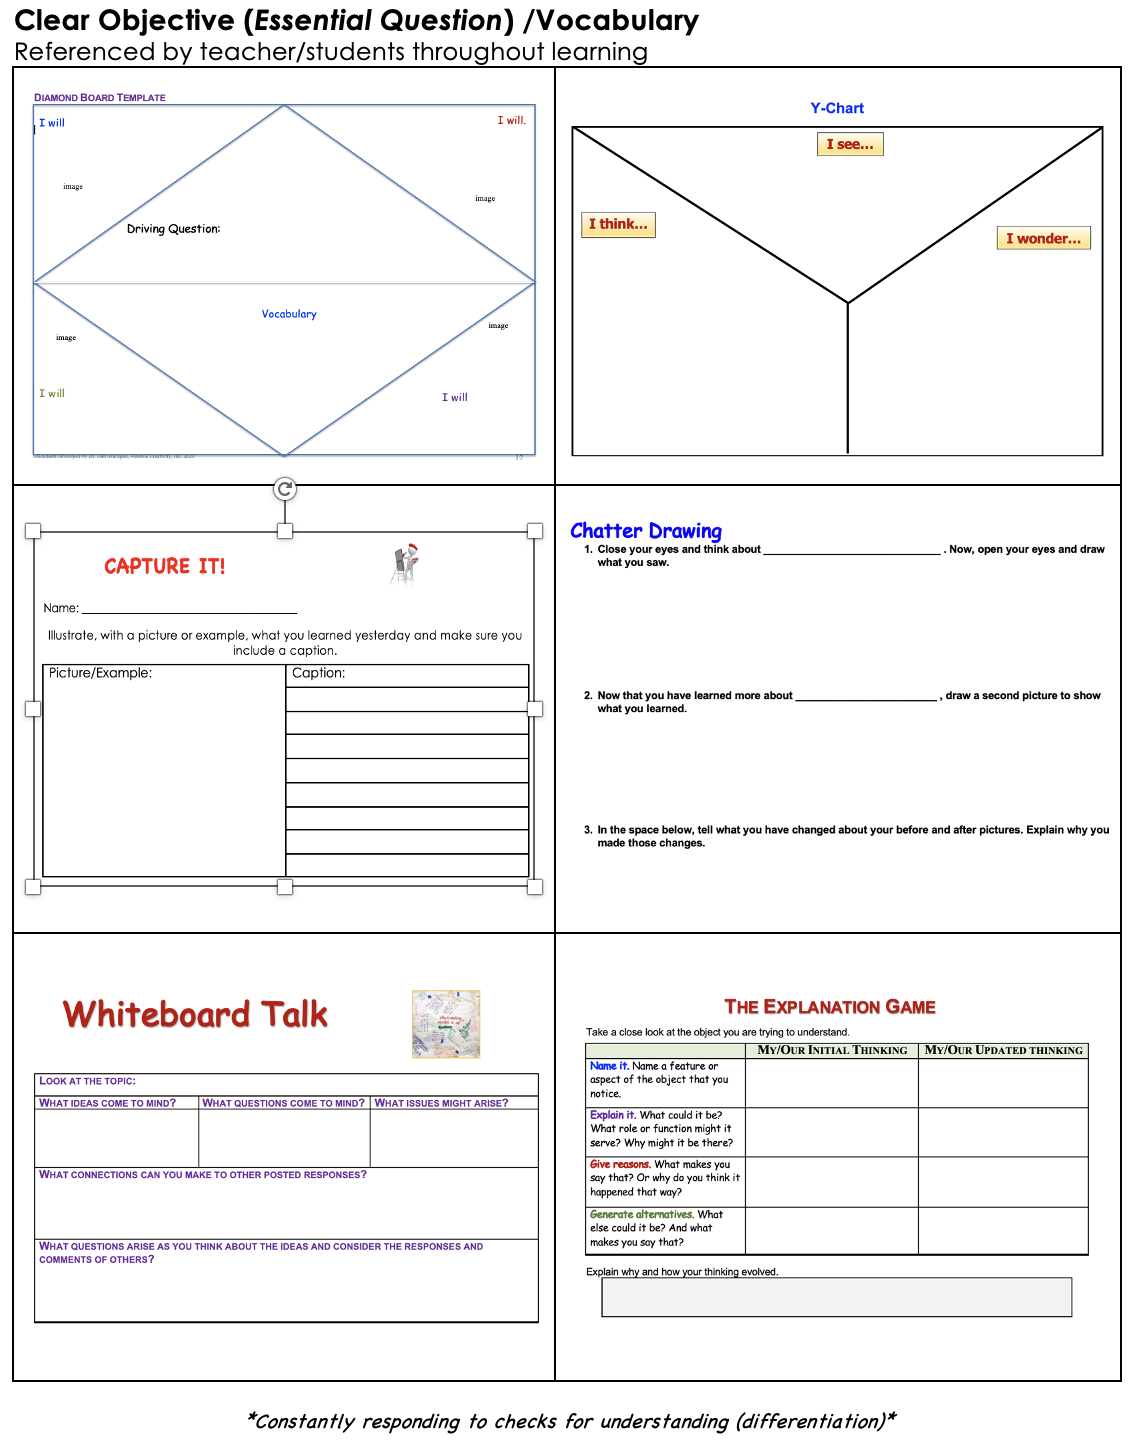 Clear Objective (Essential Question) /Vocabulary
Referenced by teacher/students throughout learning
DIAMOND BOARD TEMPLATE
I will
I will.
image
image
Driving Question:
Vocabulary
image
image
I will
I will
12
Y-Chart
I see...
I think...
I wonder...
CAPTURE IT!
Name:
Illustrate, with a picture or example, what you learned yesterday and make sure you
include a caption.
Picture/Example:
Caption:
Chatter Drawing
1. Close your eyes and think about ______________________________ . Now, open your eyes and draw
what you saw.
2. Now that you have learned more about ________________________ , draw a second picture to show
what you learned.
3. In the space below, tell what you have changed about your before and after pictures. Explain why you
made those changes.
Whiteboard Talk
LOOK AT THE TOPIC:
WHAT IDEAS COME TO MIND?
WHAT QUESTIONS COME TO MIND?
WHAT ISSUES MIGHT ARISE?
WHAT CONNECTIONS CAN YOU MAKE TO OTHER POSTED RESPONSES?
WHAT QUESTIONS ARISE AS YOU THINK ABOUT THE IDEAS AND CONSIDER THE RESPONSES AND
COMMENTS OF OTHERS?
THE EXPLANATION GAME
Take a close look at the object you are trying to understand.
MY/OUR INITIAL THINKING
MY/OUR UPDATED THINKING
Name it. Name a feature or
aspect of the object that you
notice.
Explain it. What could it be?
What role or function might it
serve? Why might it be there?
Give reasons. What makes you
say that? Or why do you think it
happened that way?
Generate alternatives. What
else could it be? And what
makes you say that?
Explain why and how your thinking evolved.
*Constantly responding to checks for understanding (differentiation)*